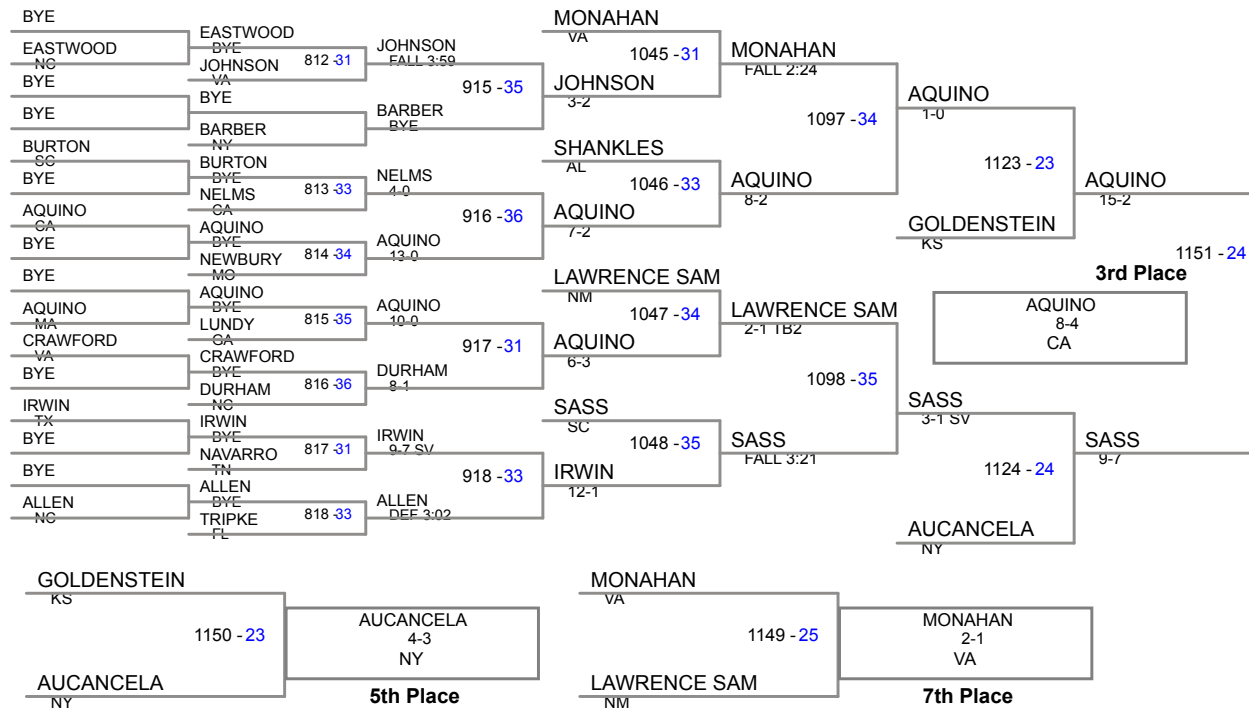 BYE
EASTWOOD
NC
BYE
BYE
BURTON
SC
BYE
AQUINO
CA
BYE
BYE
AQUINO
MA
CRAWFORD
VA
BYE
IRWIN
TX
BYE
BYE
ALLEN
NC
EASTWOOD
BYE
812 -31
JOHNSON
VA
BYE
BARBER
NY
BURTON
BYE
813 -33
NELMS
GA
AQUINO
BYE
814 -34
NEWBURY
MO
AQUINO
BYE
815 -35
LUNDY
GA
CRAWFORD
BYE
816 -36
DURHAM
NC
IRWIN
BYE
817 -31
NAVARRO
TN
ALLEN
BYE
818 -33
TRIPKE
FL
JOHNSON
FALL 3:59
915 -35
BARBER
BYE
NELMS
4-0
916 -36
AQUINO
13-0
AQUINO
10-0
917 -31
DURHAM
8-1
IRWIN
9-7 SV
918 -33
ALLEN
DEF 3:02
MONAHAN
VA
1045 -31
JOHNSON
3-2
SHANKLES
AL
1046 -33
AQUINO
7-2
LAWRENCE SAM
NM
1047 -34
AQUINO
6-3
SASS
SC
1048 -35
IRWIN
12-1
MONAHAN
FALL 2:24
1097 -34
AQUINO
8-2
LAWRENCE SAM
2-1 TB2
1098 -35
SASS
FALL 3:21
AQUINO
1-0
1123 -23
GOLDENSTEIN
KS
SASS
3-1 SV
1124 -24
AUCANCELA
NY
AQUINO
15-2
1151 -24
3rd Place
AQUINO
8-4
CA
SASS
9-7
GOLDENSTEIN
KS
1150 -23
AUCANCELA
NY
AUCANCELA
4-3
NY
5th Place
MONAHAN
VA
1149 -25
LAWRENCE SAM
NM
MONAHAN
2-1
VA
7th Place